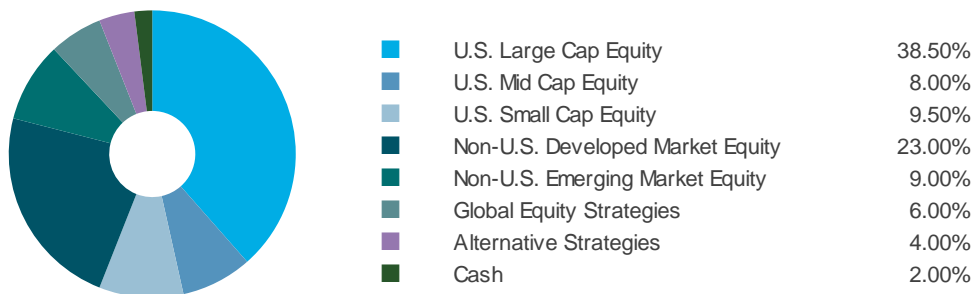 U.S. Large Cap Equity 38.50%
U.S. Mid Cap Equity 8.00%
U.S. Small Cap Equity 9.50%
Non-U.S. Developed Market Equity 23.00%
Non-U.S. Emerging Market Equity 9.00%
Global Equity Strategies 6.00%
Alternative Strategies 4.00%
Cash 2.00%